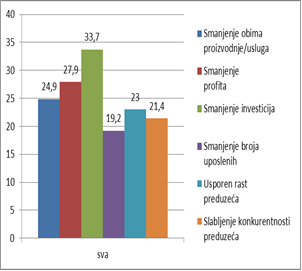 40
35
30
25
20
15
10
5
0
24,9
27,9
33,7
19,2
23
21,4
sva
Smanjenje obima
proizvodnje/usluga
Smanjenje
profita
Smanjenje investicija
Smanjenje broja
uposlenih
Usporen rast
preduzeća
Slabljenje konkurentnosti
preduzeća